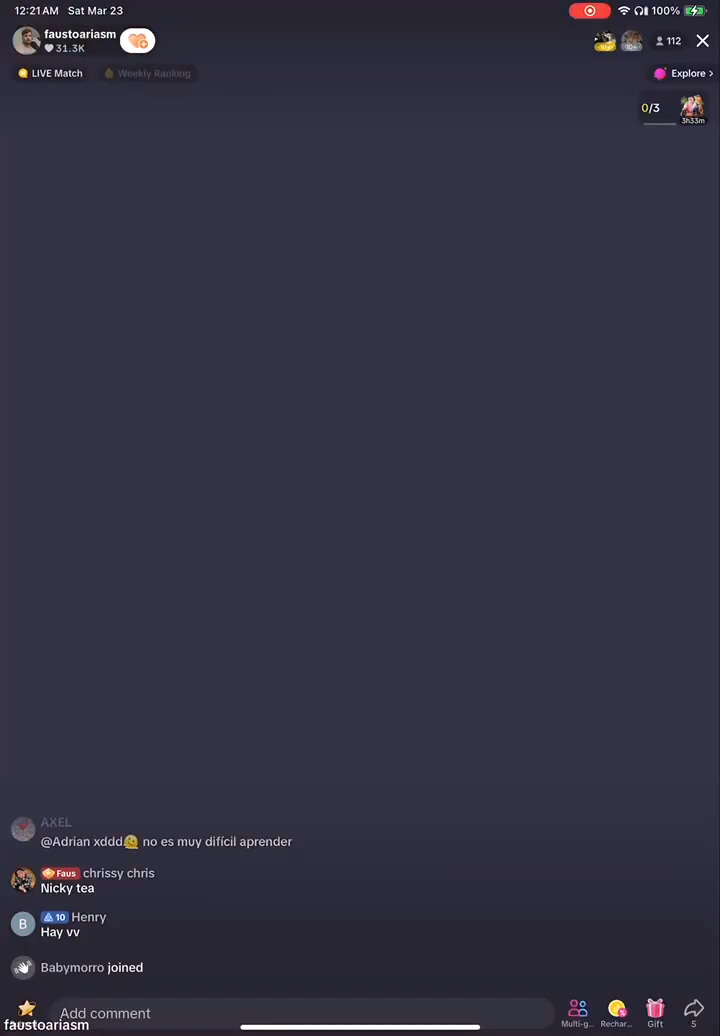 12:21 AM Sat Mar 23
100%
faustoariasm
31.3K
112
LIVE Match
Weekly Ranking
Explore >
0/3
3h33m
AXEL
@Adrian xddd🫠 no es muy difícil aprender
Faus chrissy chris
Nicky tea
B
10 Henry
Hay vv
Babymorro joined
Add comment
Multi-g...
Rechar...
Gift
5
faustoariasm